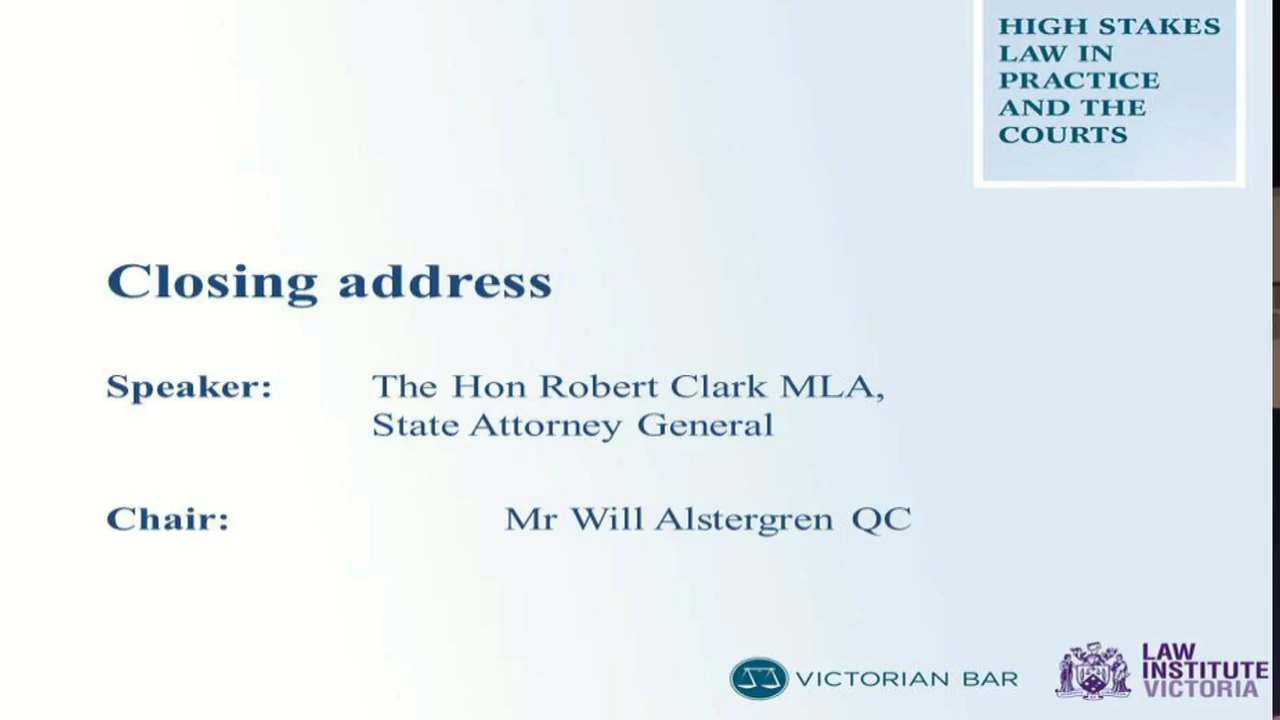 HIGH STAKES
LAW IN
PRACTICE
AND THE
COURTS
Closing address
Speaker: The Hon Robert Clark MLA,
State Attorney General
Chair: Mr Will Alstergren QC
VICTORIAN BAR
LAW
INSTITUTE
VICTORIA